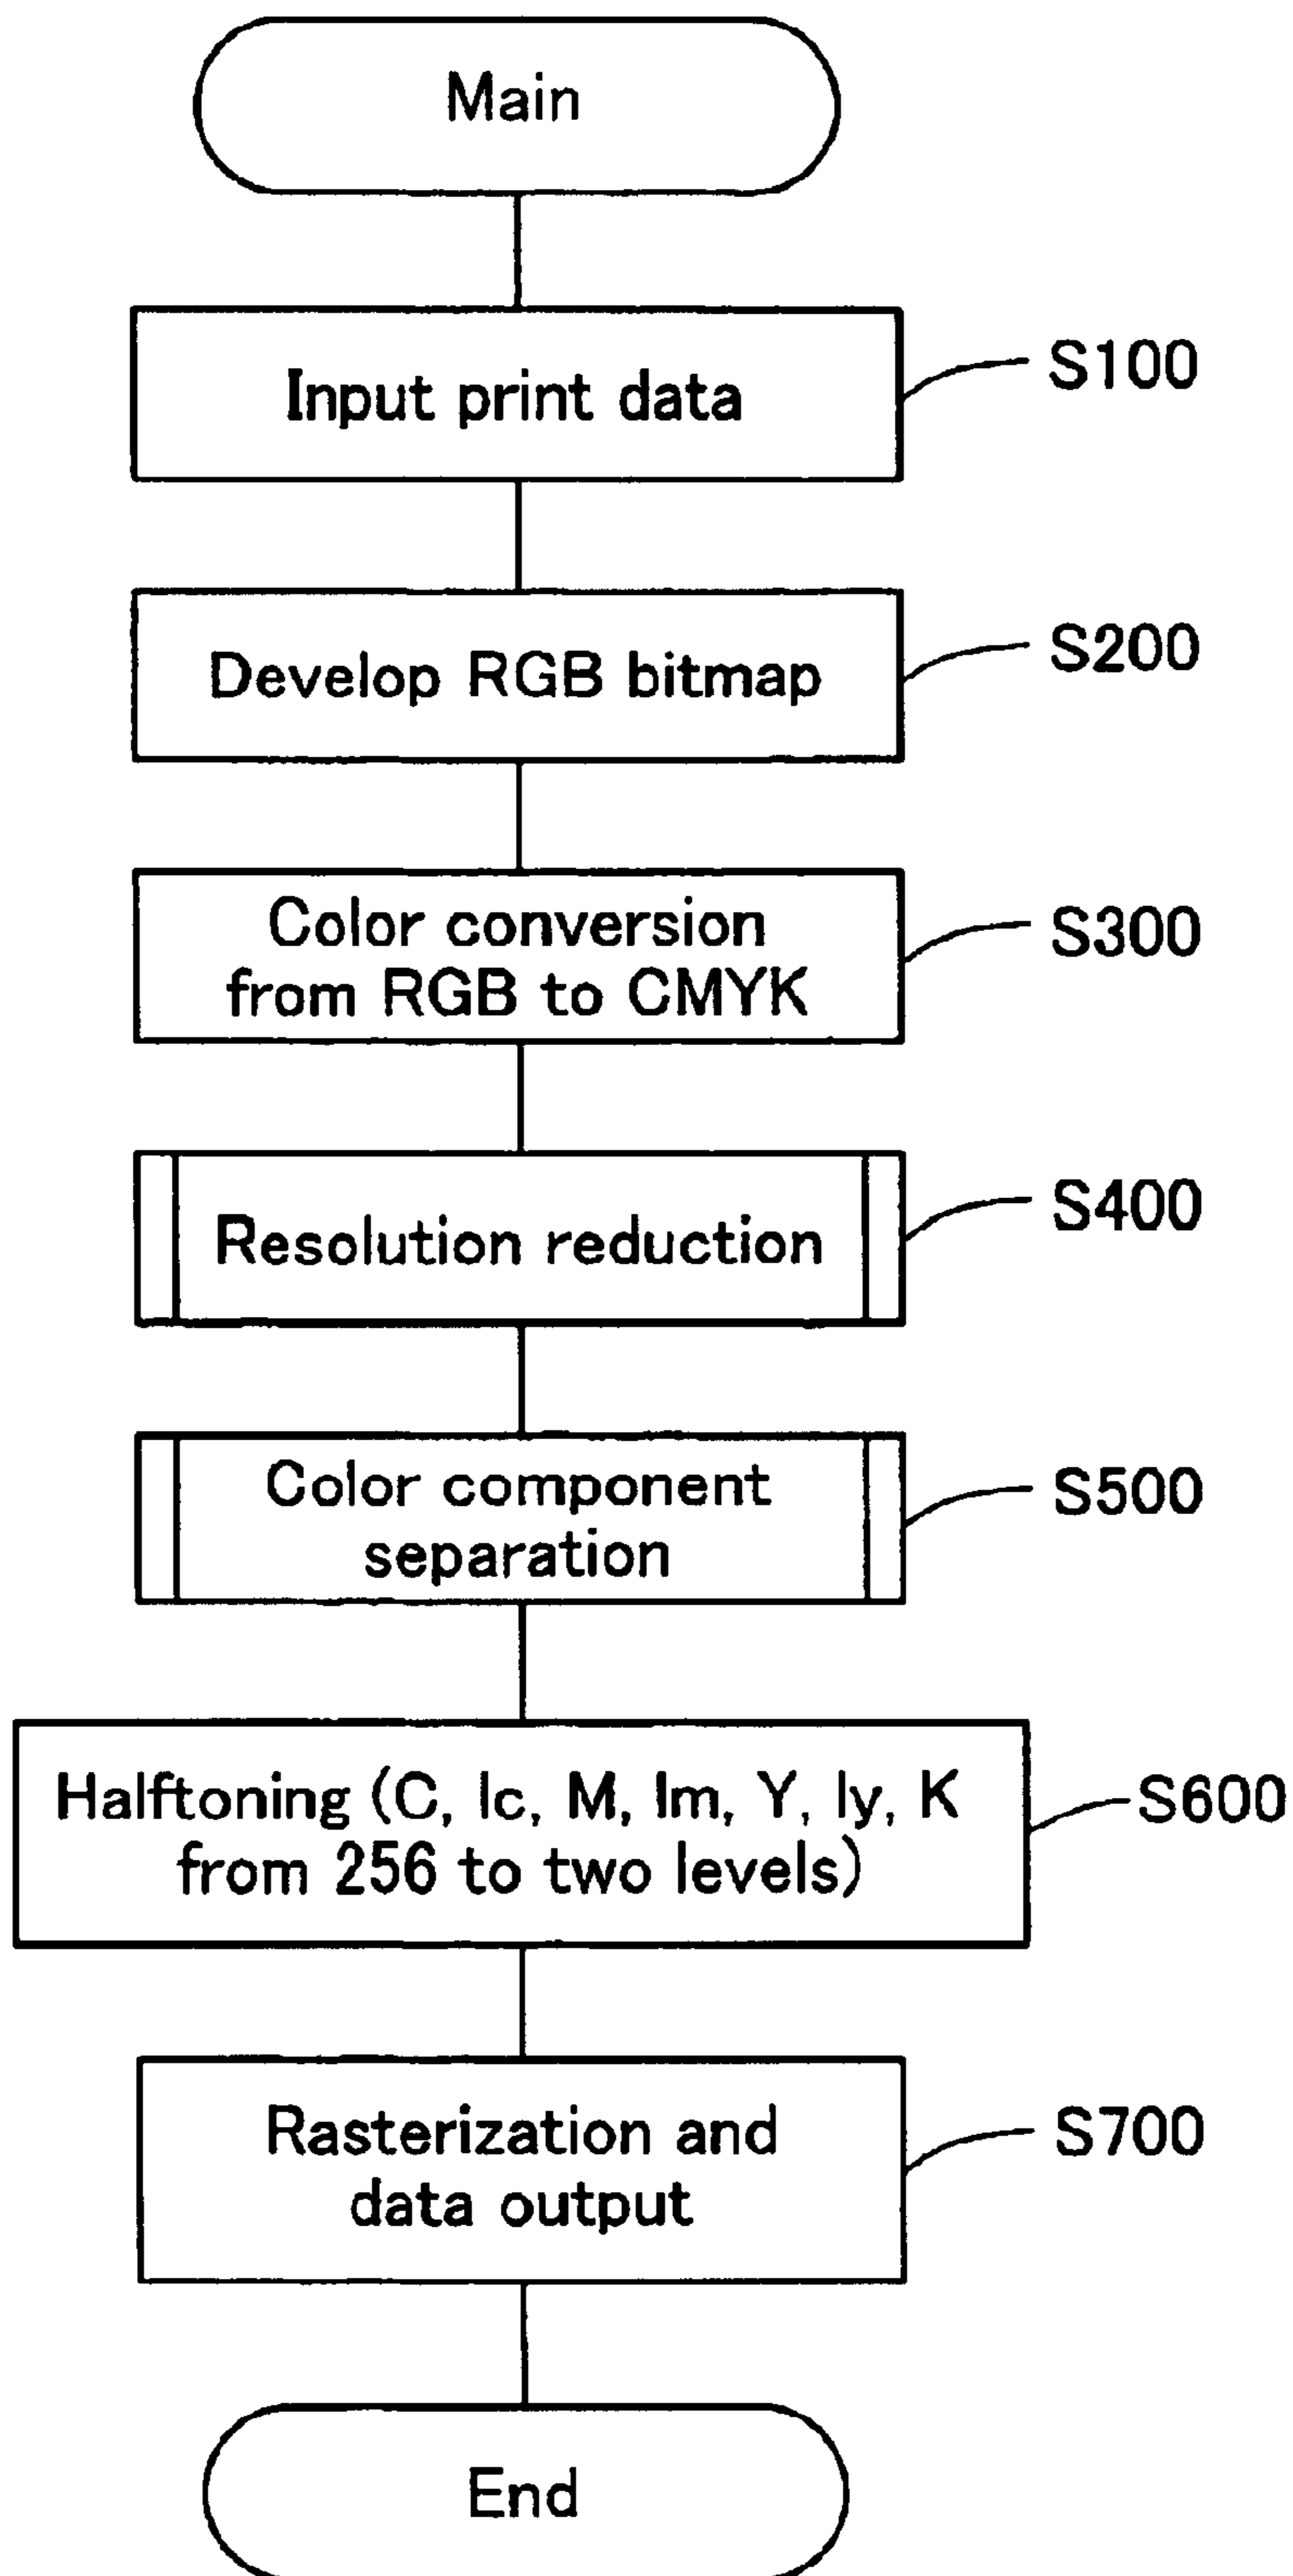 Main
Input print data
S100
Develop RGB bitmap
S200
Color conversion
from RGB to CMYK
S300
Resolution reduction
S400
Color component
separation
S500
Halftoning (C, lc, M, lm, Y, ly, K
from 256 to two levels)
S600
Rasterization and
data output
S700
End